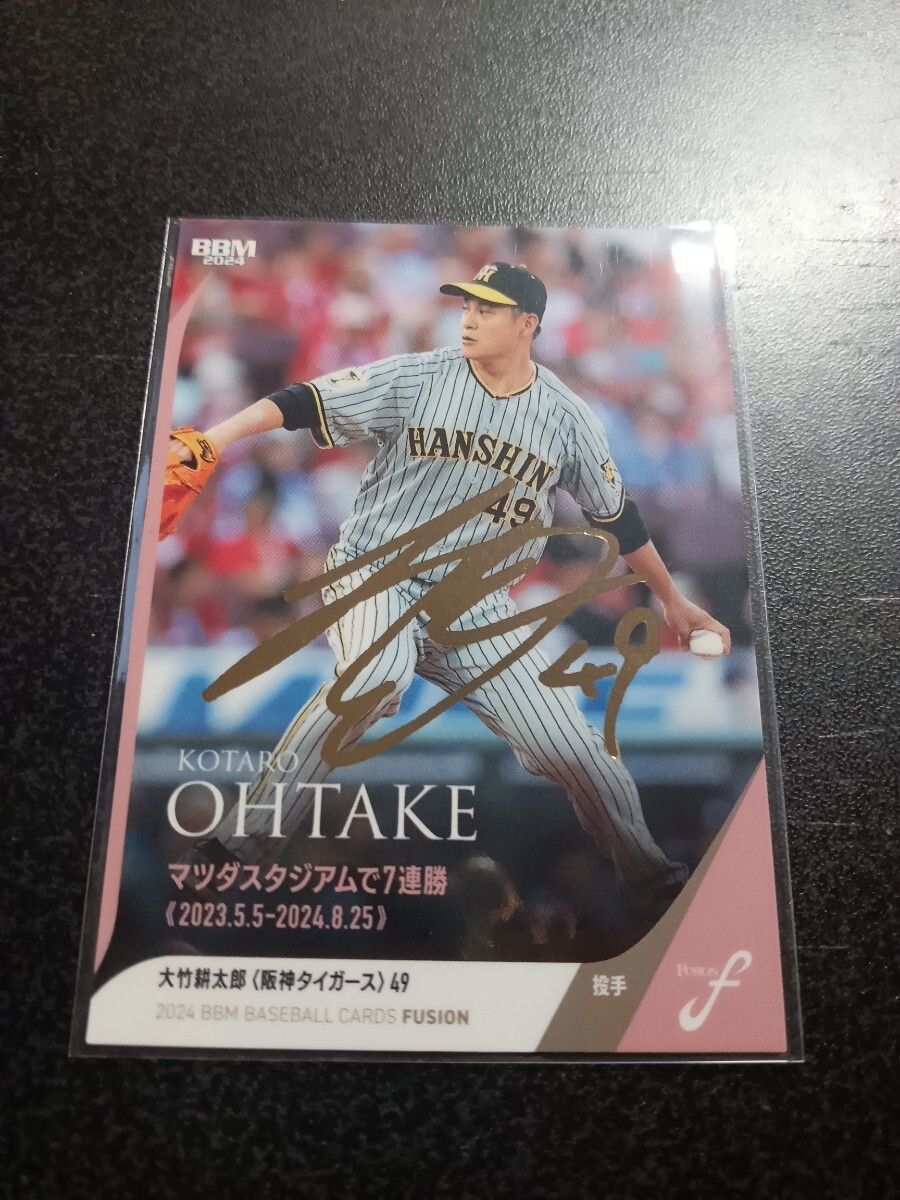 BBM
2024
HANSHIN
49
49
KOTARO
OHTAKE
マツダスタジアムで7連勝
《2023.5.5-2024.8.25》
大竹耕太郎〈阪神タイガース〉49
投手
2024 BBM BASEBALL CARDS FUSION
FUSION
f